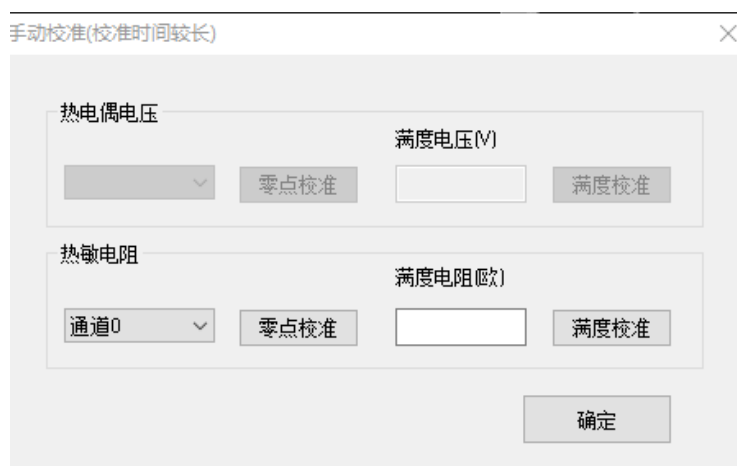 手动校准(校准时间较长)
热电偶电压
满度电压(V)
零点校准
满度校准
热敏电阻
满度电阻(欧)
通道0
零点校准
满度校准
确定